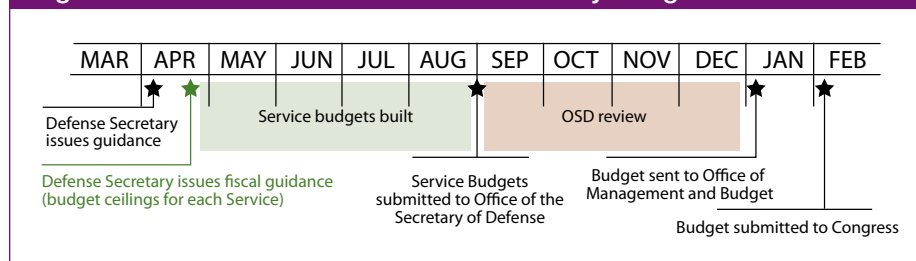 MAR APR MAY JUN JUL AUG SEP OCT NOV DEC JAN FEB
Service budgets built
OSD review
Defense Secretary
issues guidance
Defense Secretary issues fiscal guidance
(budget ceilings for each Service)
Service Budgets
submitted to Office of the
Secretary of Defense
Budget sent to Office of
Management and Budget
Budget submitted to Congress